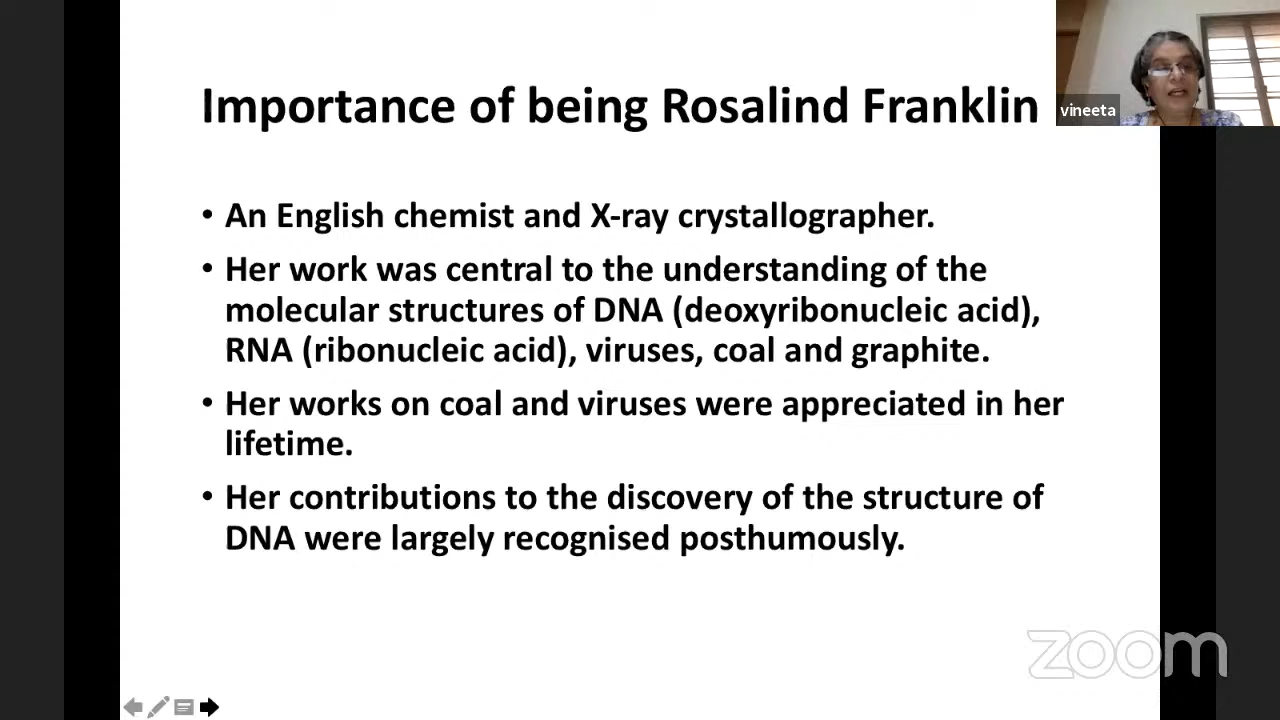 Importance of being Rosalind Franklin
vineeta
• An English chemist and X-ray crystallographer.
• Her work was central to the understanding of the
molecular structures of DNA (deoxyribonucleic acid),
RNA (ribonucleic acid), viruses, coal and graphite.
• Her works on coal and viruses were appreciated in her
lifetime.
• Her contributions to the discovery of the structure of
DNA were largely recognised posthumously.
zoom